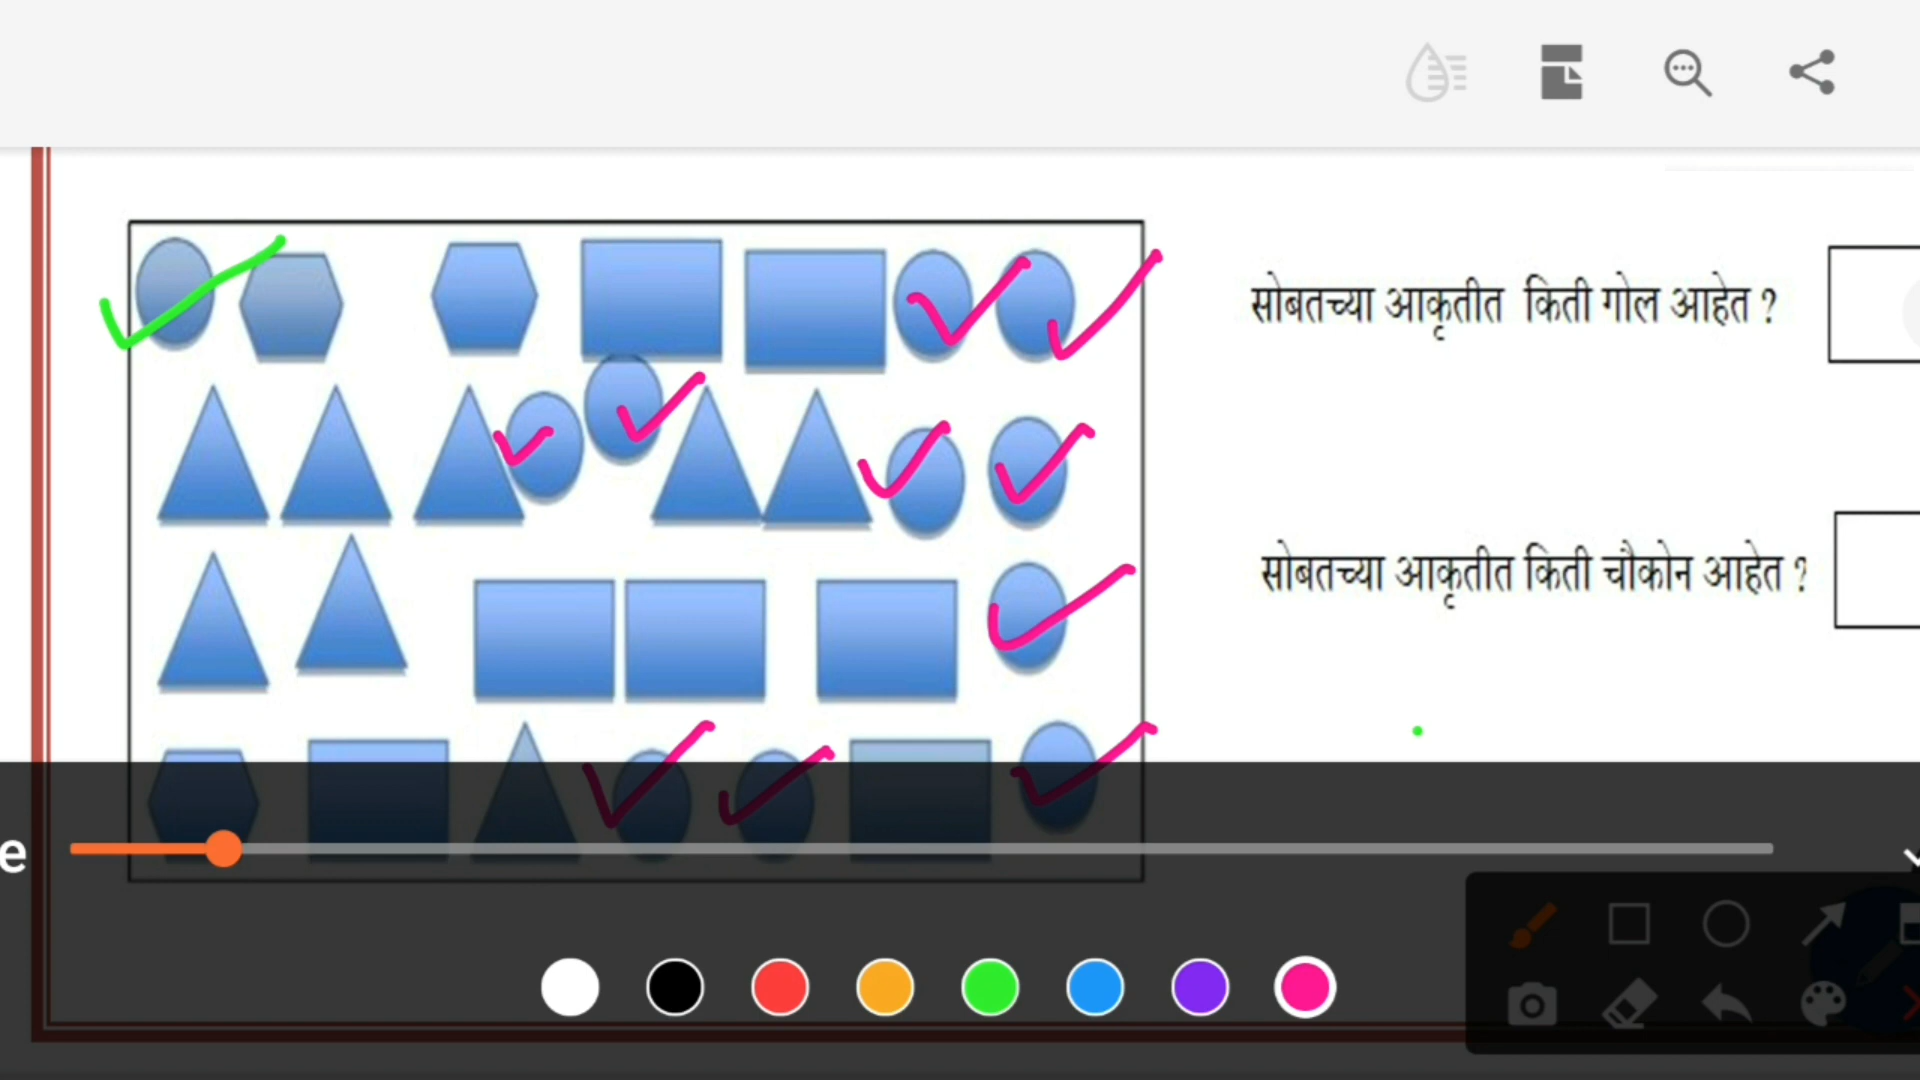 सोबतच्या आकृतीत किती गोल आहेत ?
सोबतच्या आकृतीत किती चौकोन आहेत ?
e